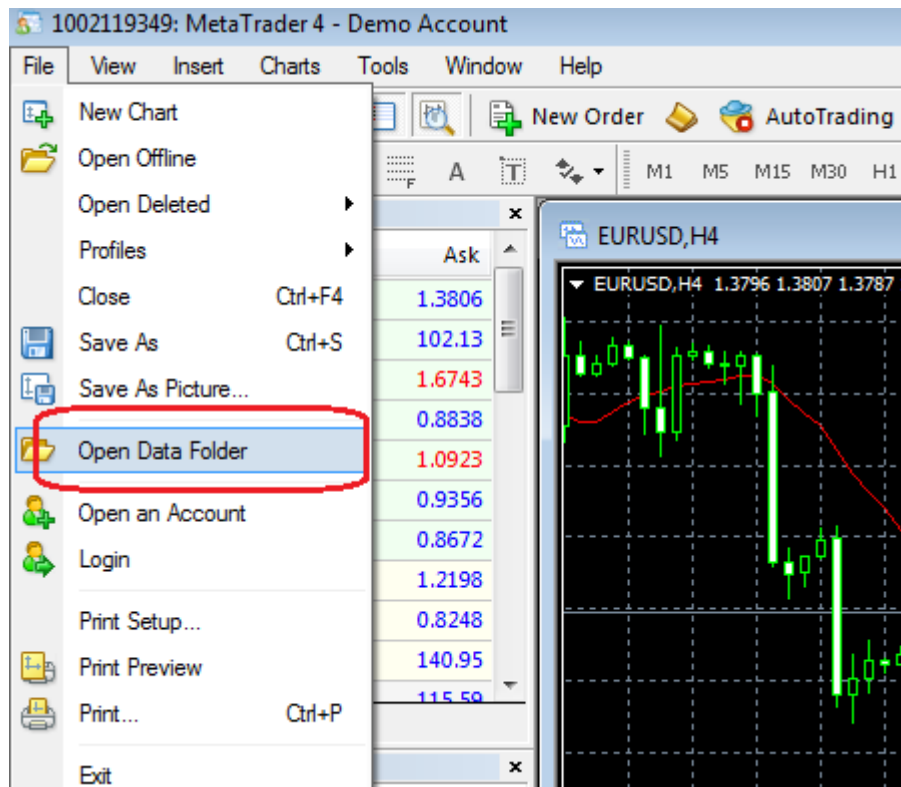 1002119349: MetaTrader 4 - Demo Account
File View Insert Charts Tools Window Help
New Chart
New Order AutoTrading
Open Offline
A T F M1 M5 M15 M30 H1
Open Deleted
Profiles
Close Ctrl+F4
Save As Ctrl+S
Save As Picture...
Open Data Folder
Open an Account
Login
Print Setup...
Print Preview
Print... Ctrl+P
Exit
Ask
1.3806
102.13
1.6743
0.8838
1.0923
0.9356
0.8672
1.2198
0.8248
140.95
115.59
EURUSD,H4
EURUSD,H4 1.3796 1.3807 1.3787